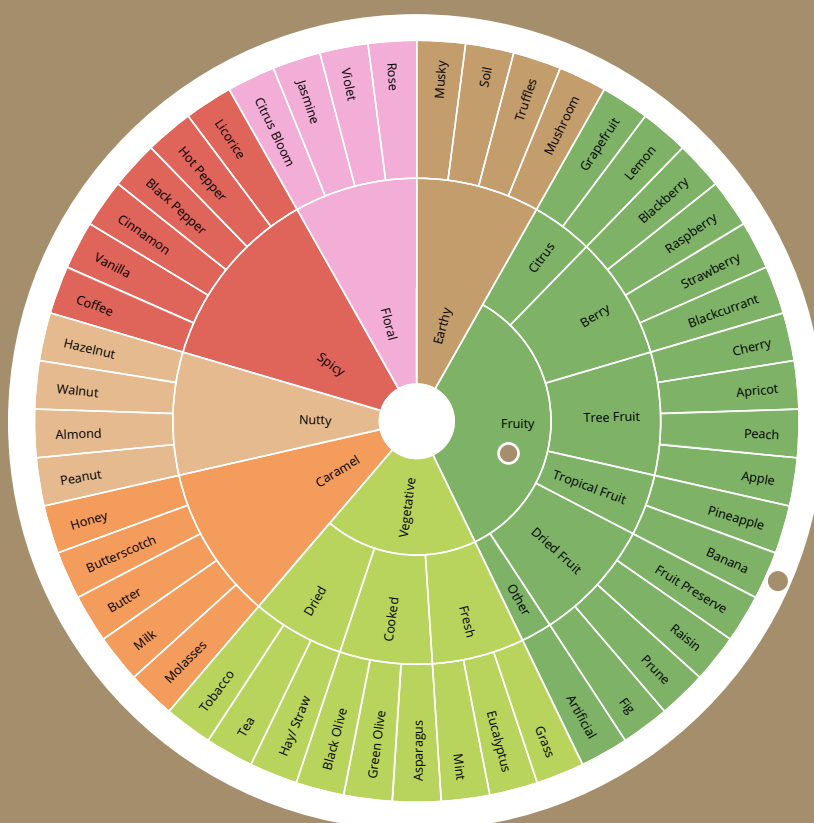 Musky
Soil
Truffles
Mushroom
Grapefruit
Lemon
Blackberry
Raspberry
Strawberry
Blackcurrant
Cherry
Apricot
Peach
Apple
Pineapple
Banana
Fruit Preserve
Raisin
Prune
Fig
Artificial
Grass
Eucalyptus
Mint
Asparagus
Green Olive
Black Olive
Hay/ Straw
Tea
Tobacco
Molasses
Milk
Butter
Butterscotch
Honey
Peanut
Almond
Walnut
Hazelnut
Coffee
Vanilla
Cinnamon
Black Pepper
Hot Pepper
Licorice
Citrus Bloom
Jasmine
Violet
Rose
Citrus
Berry
Tree Fruit
Tropical Fruit
Dried Fruit
Other
Fresh
Cooked
Dried
Earthy
Fruity
Vegetative
Caramel
Nutty
Spicy
Floral